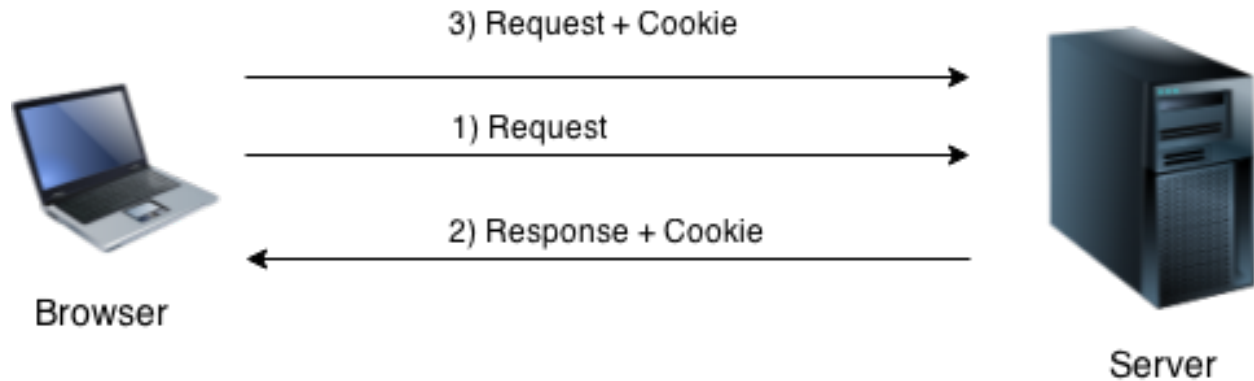 3) Request + Cookie
1) Request
2) Response + Cookie
Browser
Server